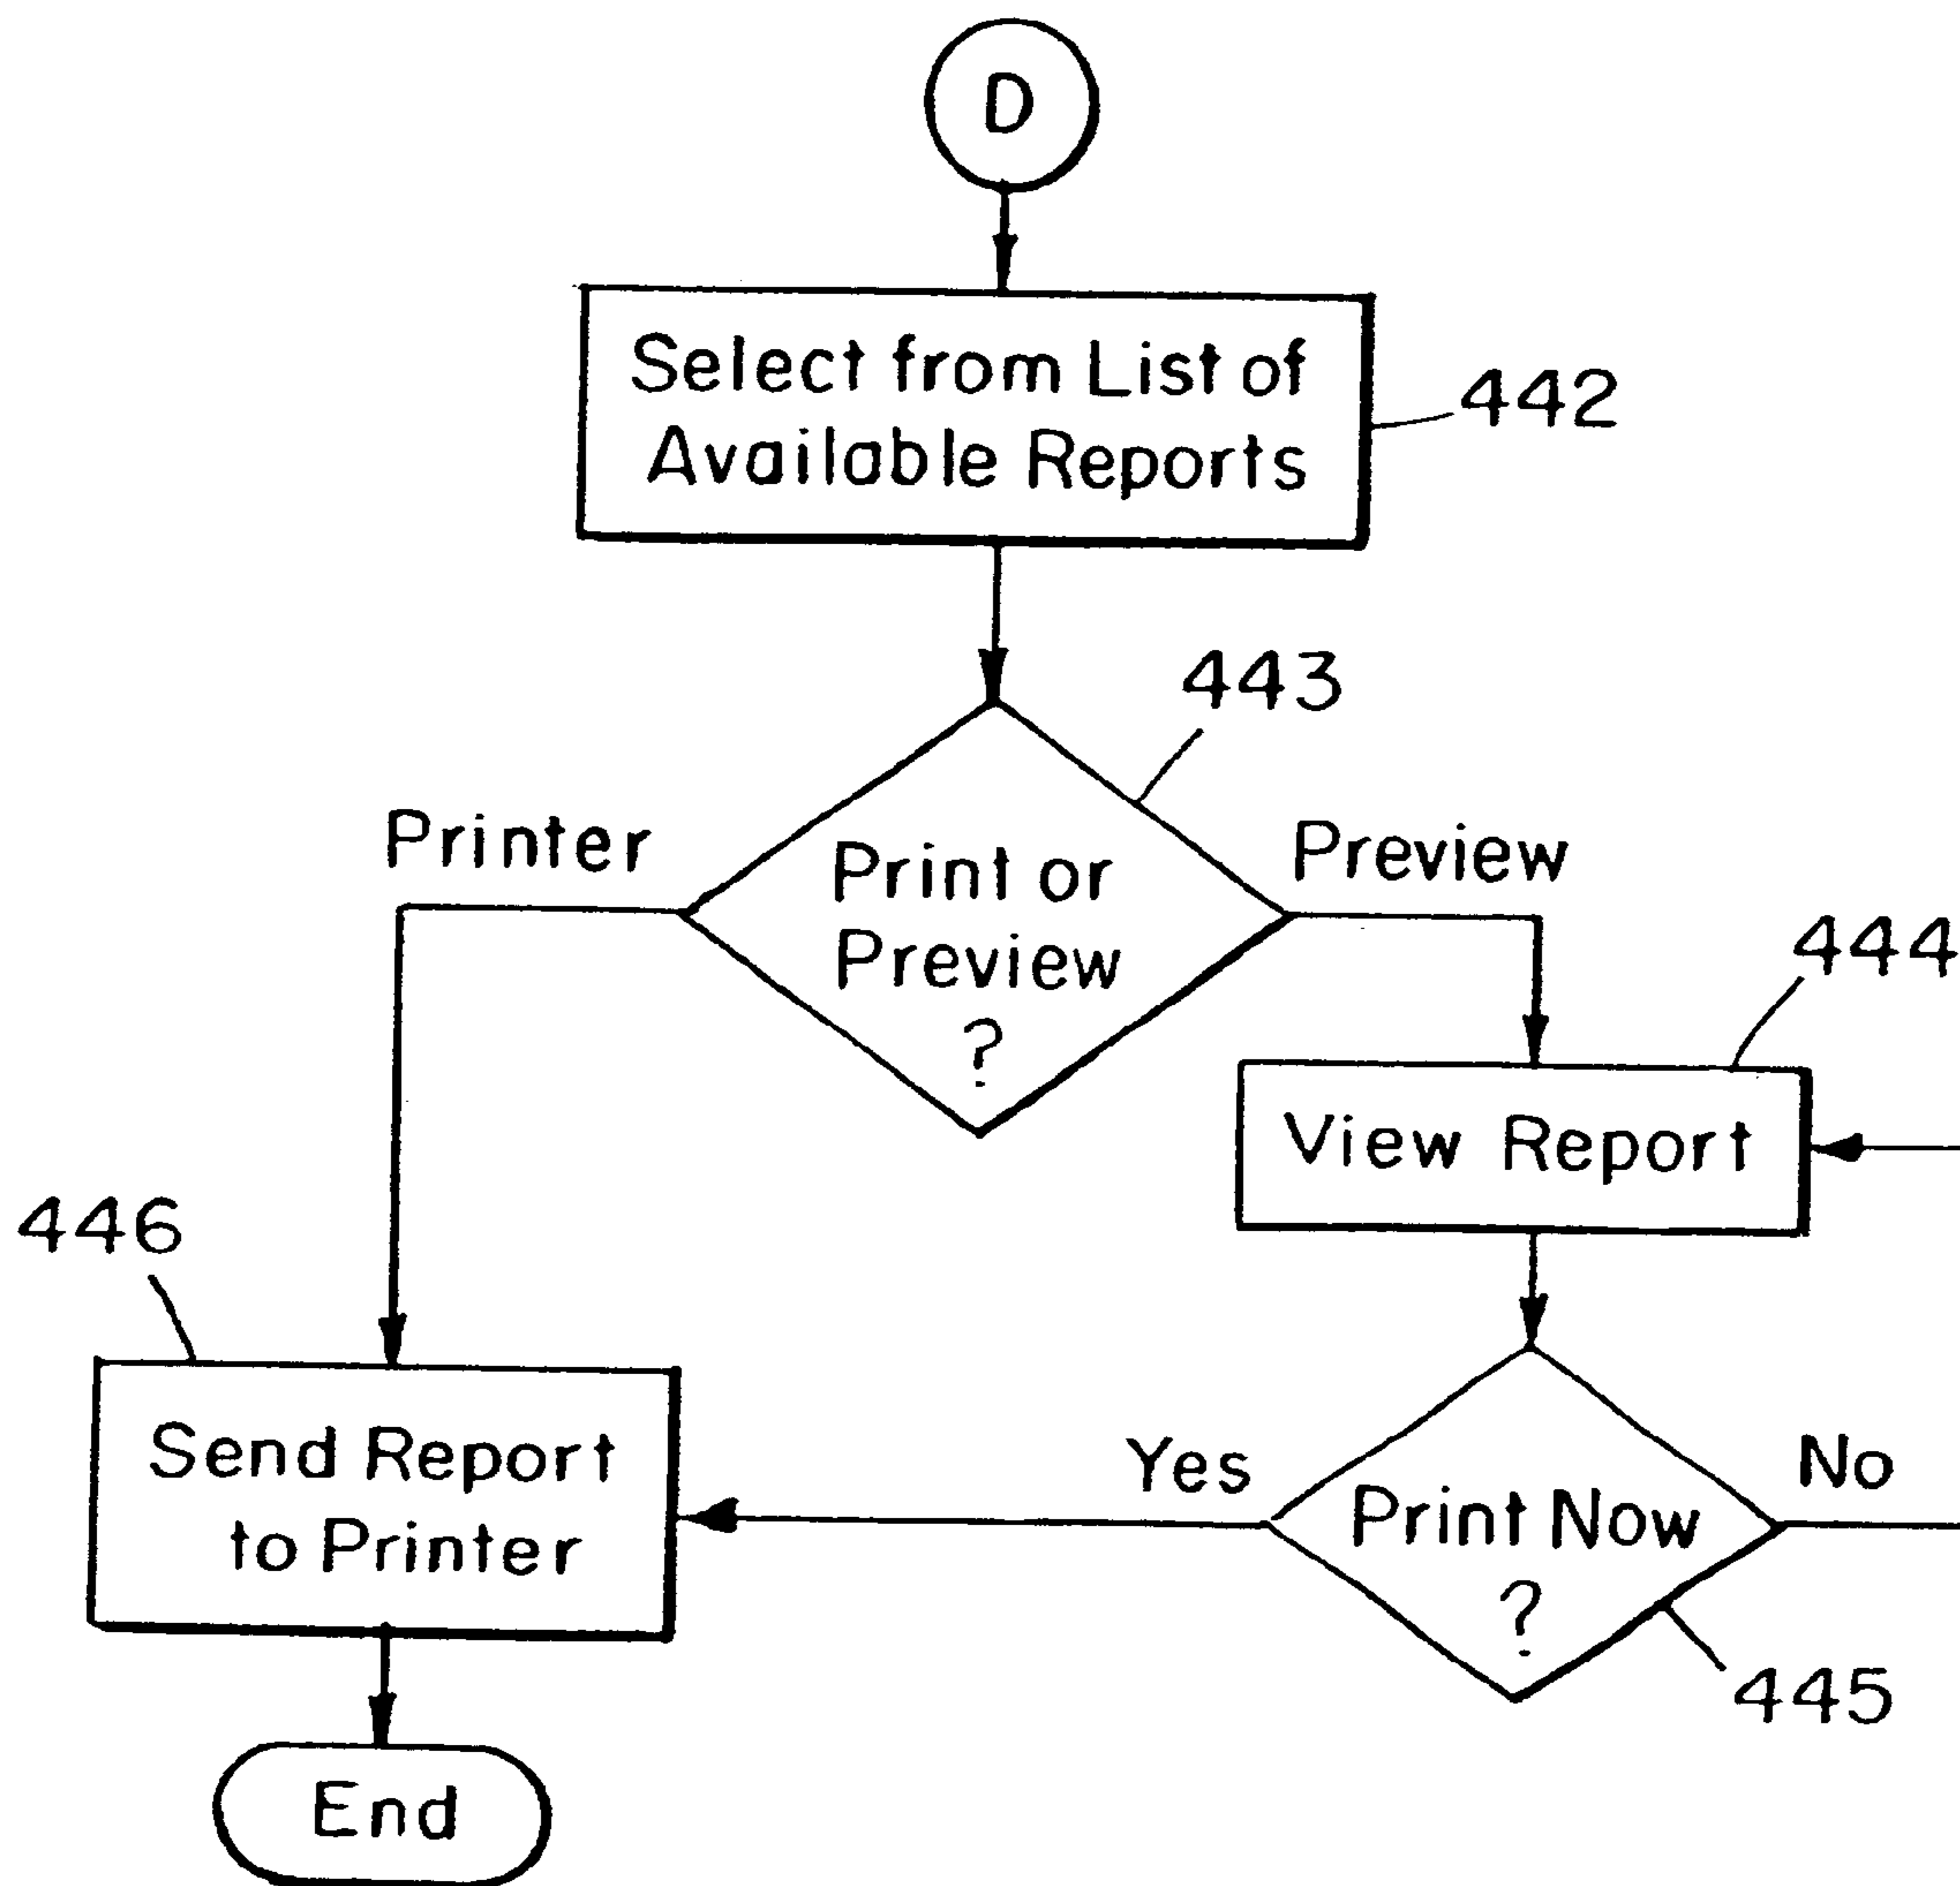 D
Select from List of
Available Reports
442
443
Printer
Print or
Preview
?
Preview
444
View Report
446
Send Report
to Printer
Yes
Print Now
?
No
445
End